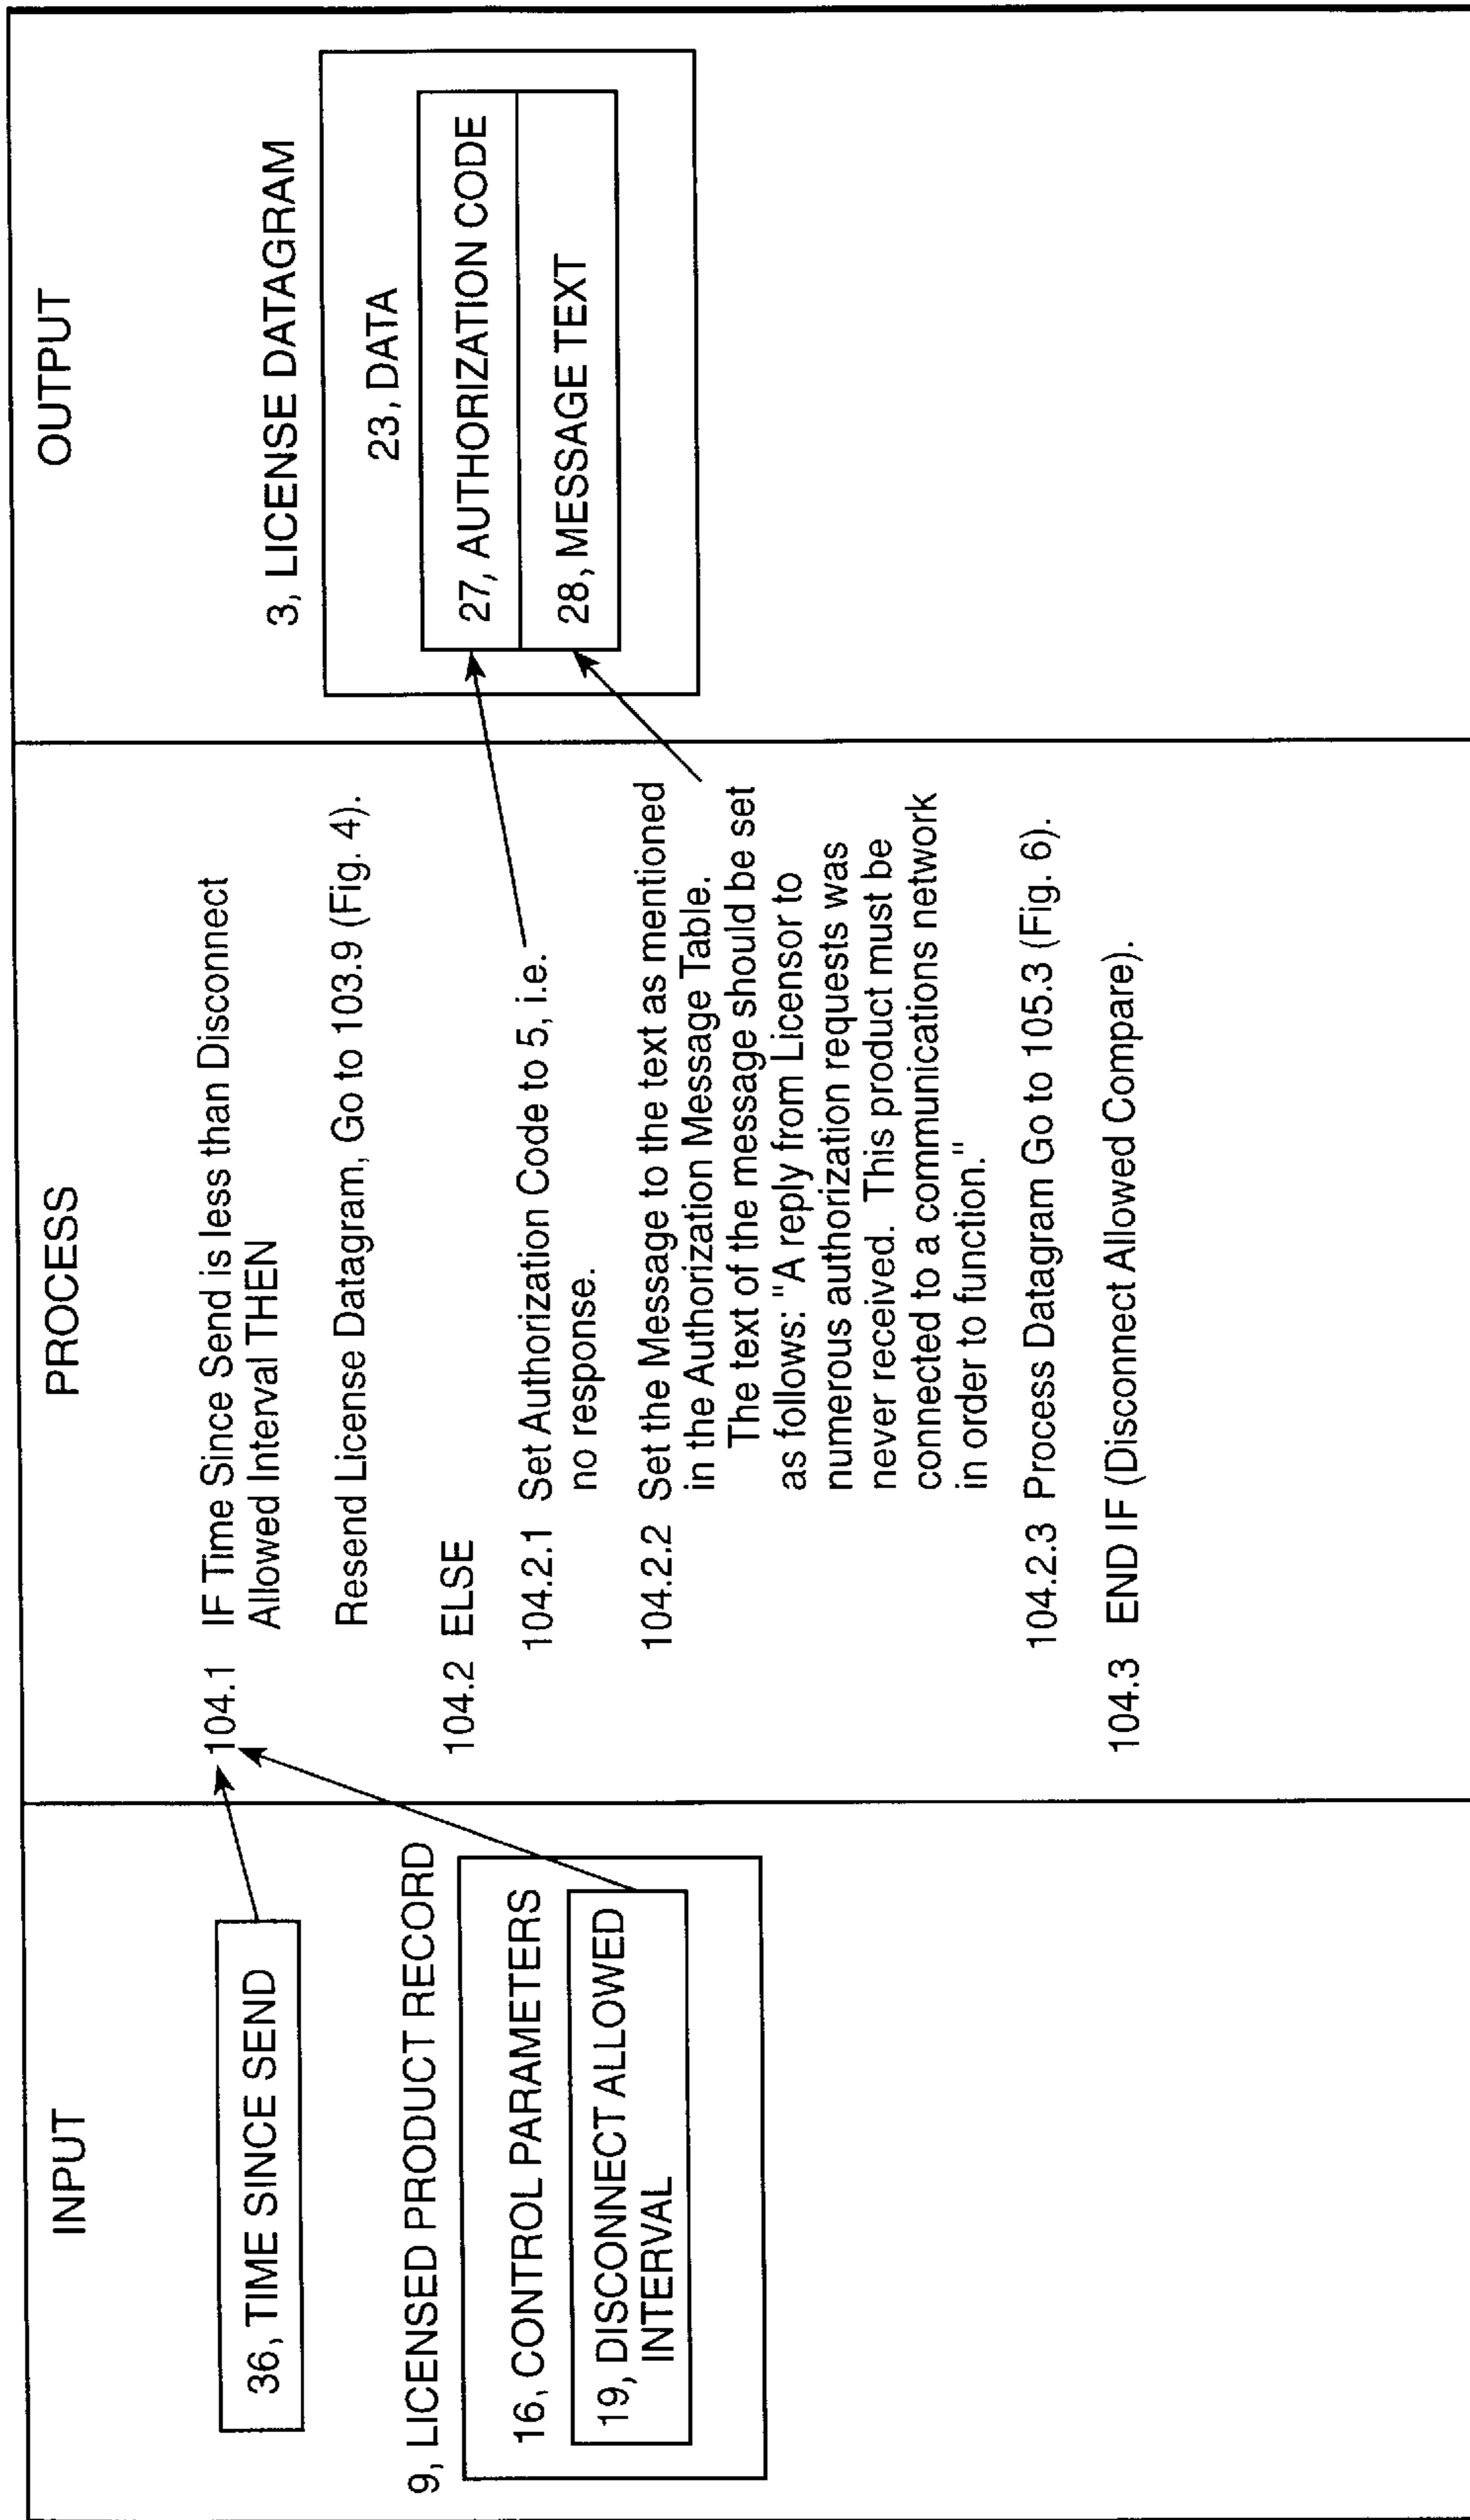 INPUT
36, TIME SINCE SEND
9, LICENSED PRODUCT RECORD
16, CONTROL PARAMETERS
19, DISCONNECT ALLOWED
INTERVAL
PROCESS
104.1 IF Time Since Send is less than Disconnect
Allowed Interval THEN
Resend License Datagram, Go to 103.9 (Fig. 4).
104.2 ELSE
104.2.1 Set Authorization Code to 5, i.e.
no response.
104.2.2 Set the Message to the text as mentioned
in the Authorization Message Table.
The text of the message should be set
as follows: "A reply from Licensor to
numerous authorization requests was
never received. This product must be
connected to a communications network
in order to function."
104.2.3 Process Datagram Go to 105.3 (Fig. 6).
104.3 END IF (Disconnect Allowed Compare).
OUTPUT
3, LICENSE DATAGRAM
23, DATA
27, AUTHORIZATION CODE
28, MESSAGE TEXT